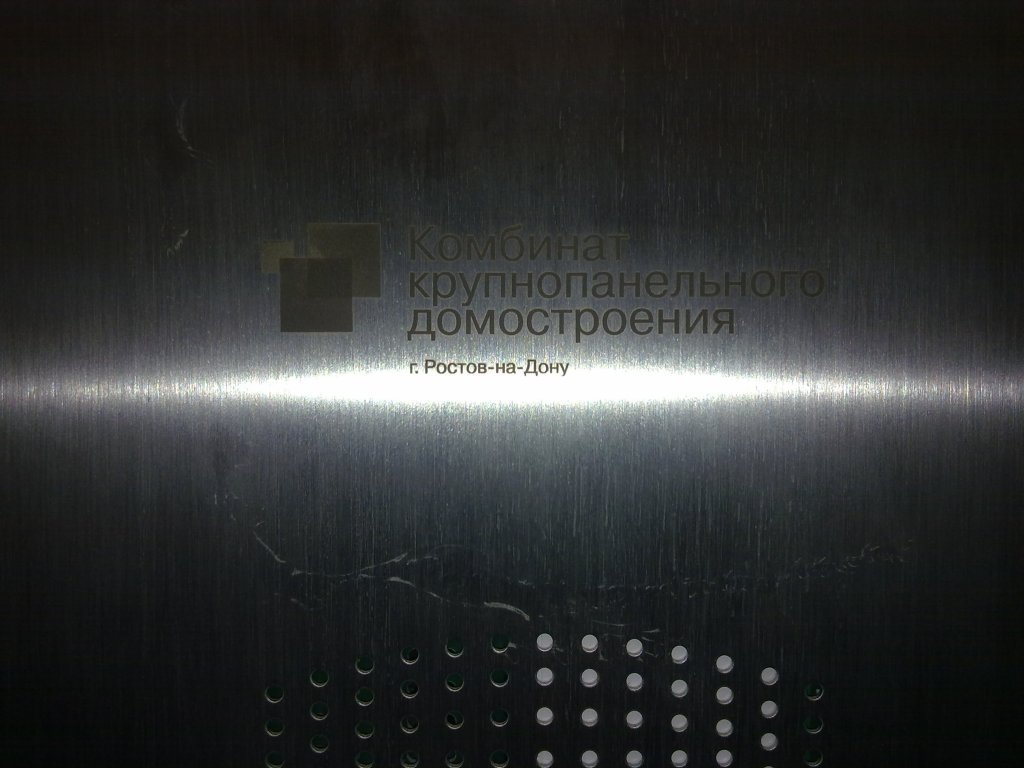 Комбинат
крупнопанельного
домостроения
г. Ростов-на-Дону